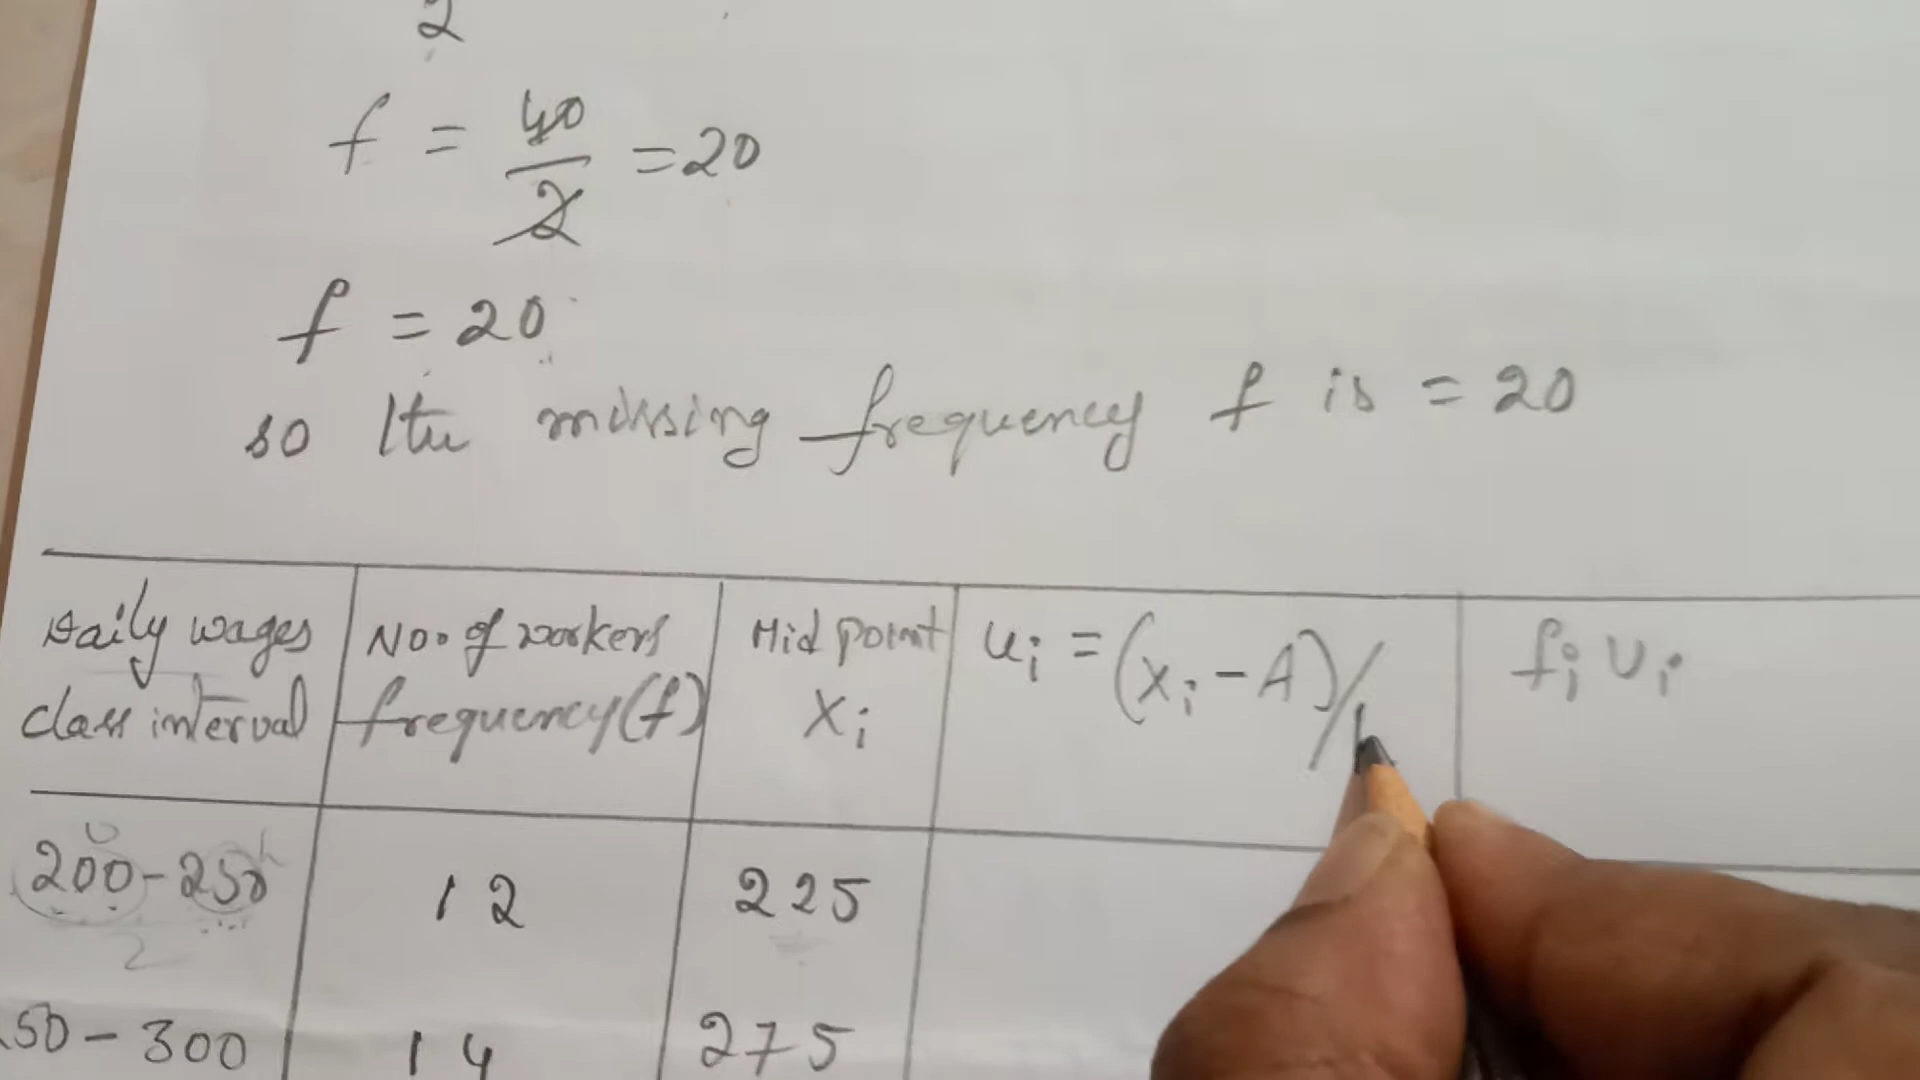 2
f = 40/2 = 20
f = 20
so the missing frequency f is = 20
Daily wages class interval | No. of workers frequency (f) | Mid point xi | ui = (xi - A)/h | fi ui
200 - 250 | 12 | 225
50 - 300 | 14 | 275